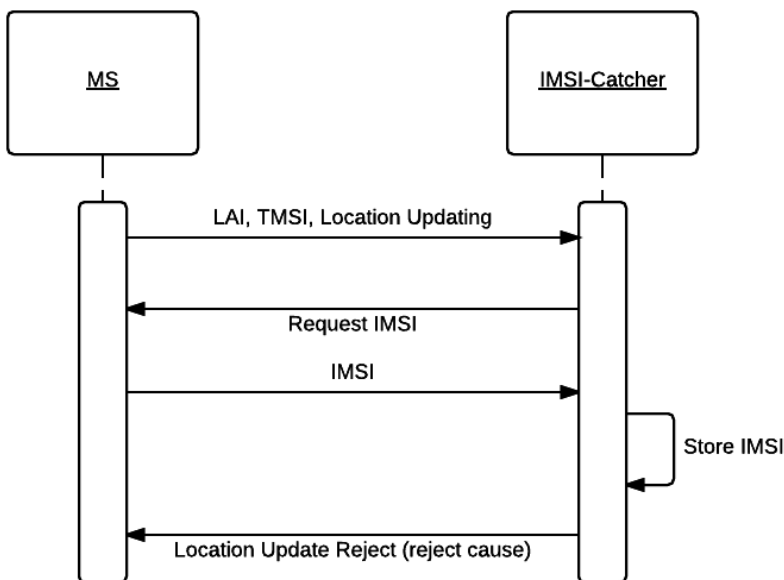 MS
IMSI-Catcher
LAI, TMSI, Location Updating
Request IMSI
IMSI
Store IMSI
Location Update Reject (reject cause)